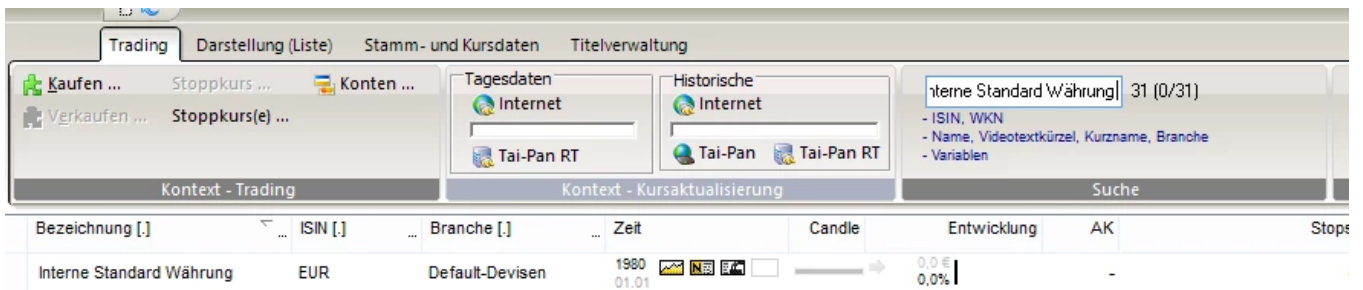 Trading Darstellung (Liste) Stamm- und Kursdaten Titelverwaltung
Kaufen ... Stoppkurs ... Konten ...
Verkaufen ... Stoppkurs(e) ...
Kontext - Trading
Tagesdaten
Internet
Tai-Pan RT
Historische
Internet
Tai-Pan Tai-Pan RT
Kontext - Kursaktualisierung
Standard Währung 31 (0/31)
- ISIN, WKN
- Name, Videotextkürzel, Kurzname, Branche
- Variablen
Suche
Bezeichnung [.] ... ISIN [.] ... Branche [.] ... Zeit Candle Entwicklung AK Stops
Interne Standard Währung EUR Default-Devisen 1980 0,0 € -
01.01 0,0%